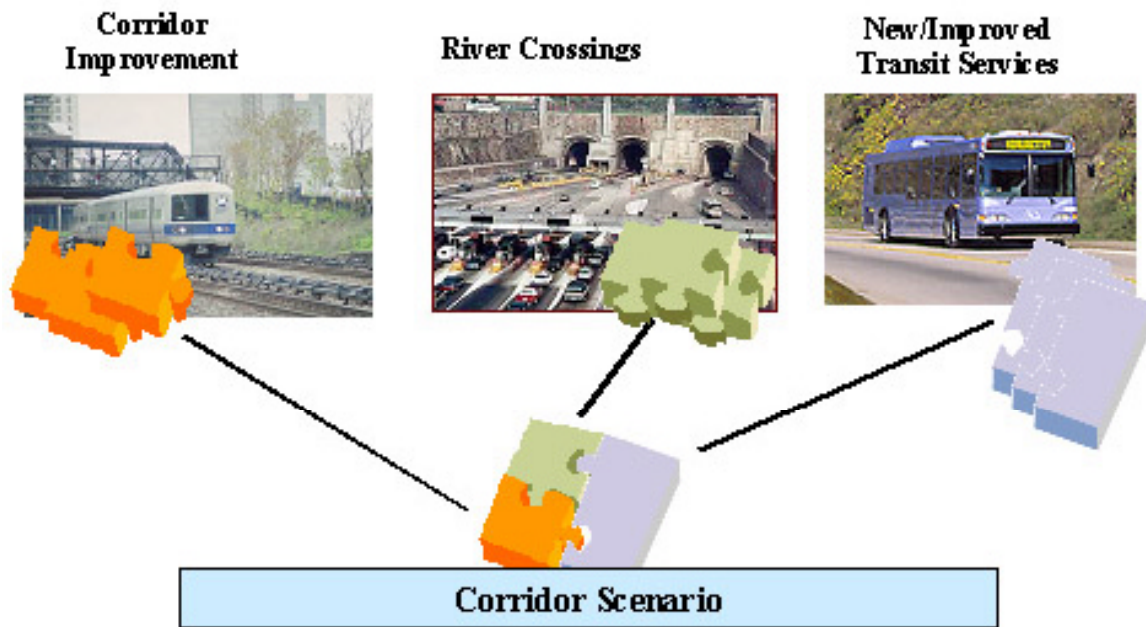 Corridor
Improvement
River Crossings
New/Improved
Transit Services
Corridor Scenario